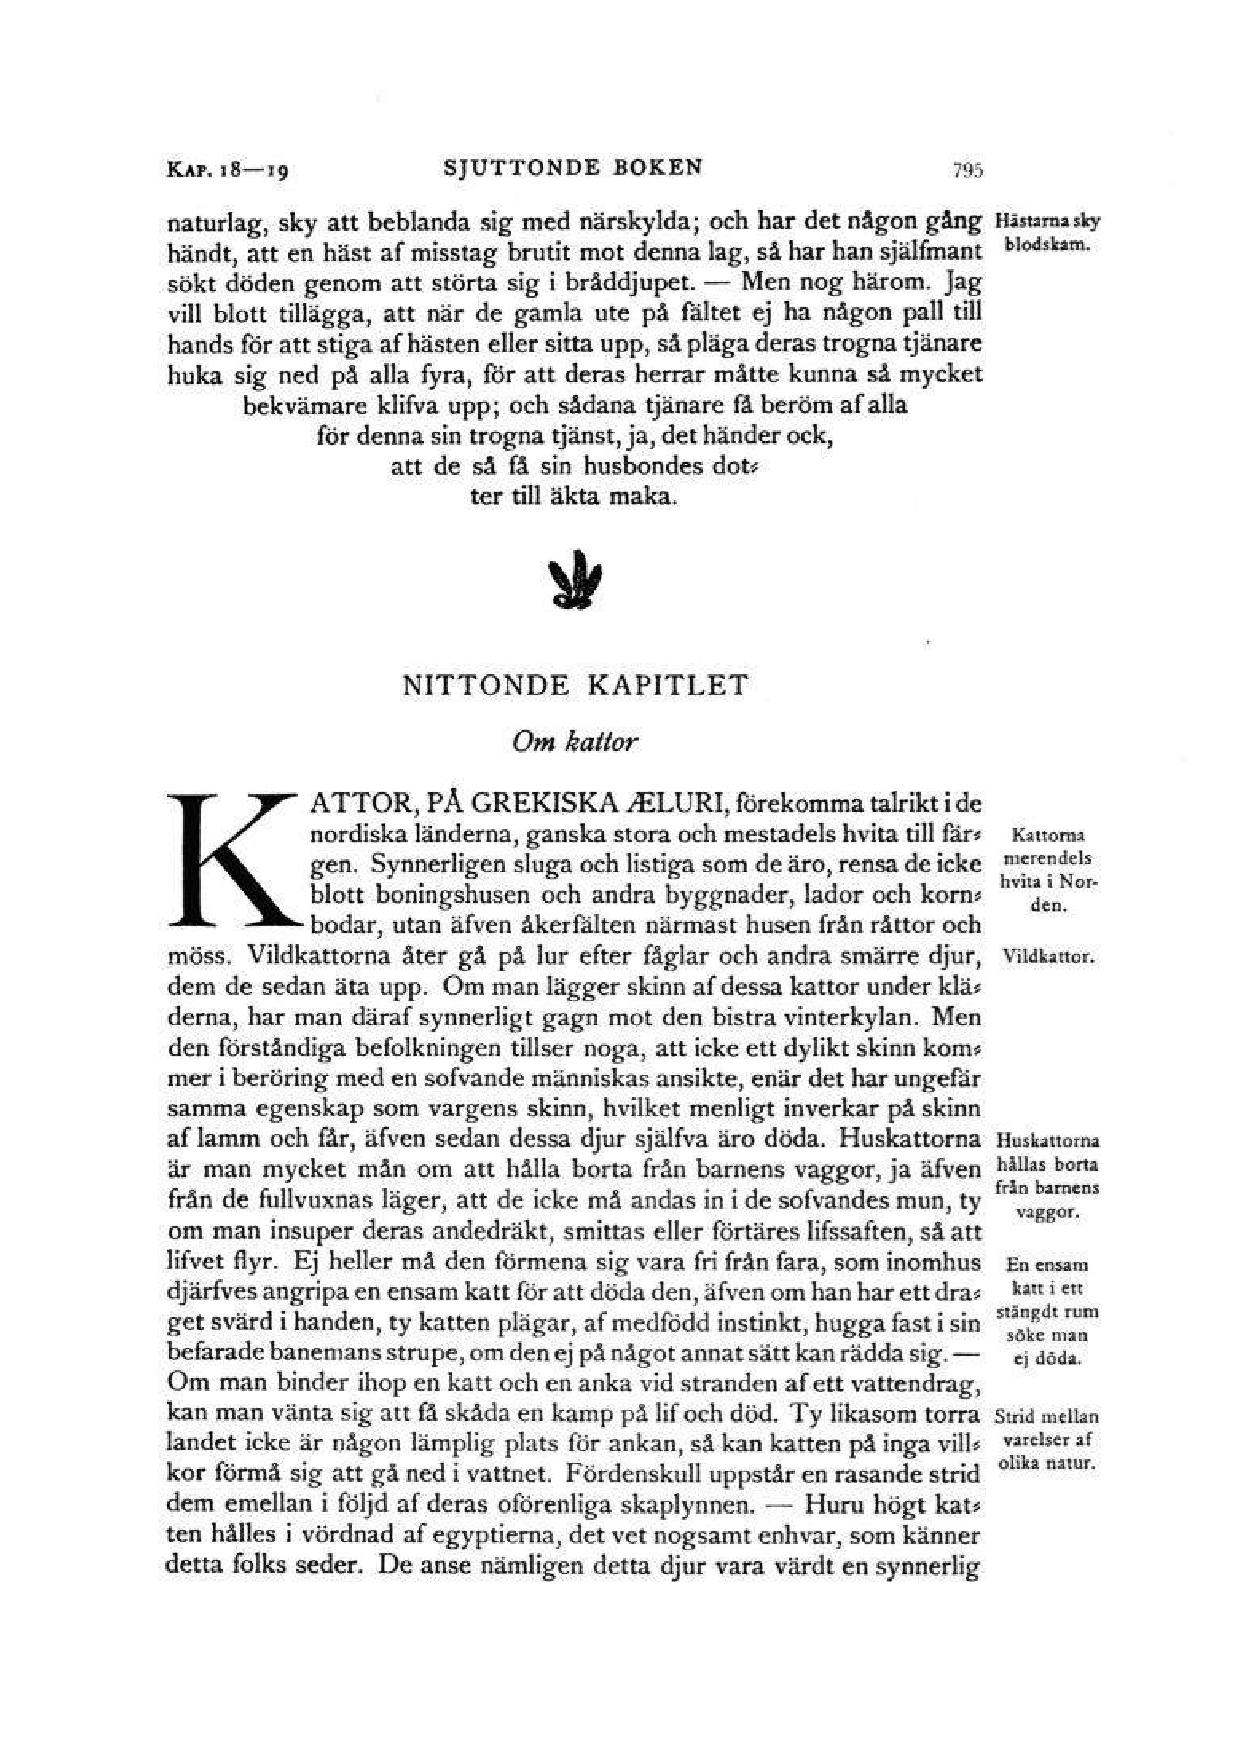 KAP. 18—19 SJUTTONDE BOKEN 795
naturlag, sky att beblanda sig med närskylda; och har det någon gång
händt, att en häst af misstag brutit mot denna lag, så har han själfmant
sökt döden genom att störta sig i bråddjupet. — Men nog härom. Jag
vill blott tillägga, att när de gamla ute på fältet ej ha någon pall till
hands för att stiga af hästen eller sitta upp, så pläga deras trogna tjänare
huka sig ned på alla fyra, för att deras herrar måtte kunna så mycket
bekvämare klifva upp; och sådana tjänare få beröm af alla
för denna sin trogna tjänst, ja, det händer ock,
att de så få sin husbondes dot-
ter till äkta maka.
Hästarna sky
blodskam.
NITTONDE KAPITLET
Om kattor
KATTOR, PÅ GREKISKA ÆLURI, förekomma talrikt i de
nordiska länderna, ganska stora och mestadels hvita till fär-
gen. Synnerligen sluga och listiga som de äro, rensa de icke
blott boningshusen och andra byggnader, lador och korn-
bodar, utan äfven åkerfälten närmast husen från råttor och
möss. Vildkattorna åter gå på lur efter fåglar och andra smärre djur,
dem de sedan äta upp. Om man lägger skinn af dessa kattor under klä-
derna, har man däraf synnerligt gagn mot den bistra vinterkylan. Men
den förståndiga befolkningen tillser noga, att icke ett dylikt skinn kom-
mer i beröring med en sofvande människas ansikte, enär det har ungefär
samma egenskap som vargens skinn, hvilket menligt inverkar på skinn
af lamm och får, äfven sedan dessa djur själfva äro döda. Huskattorna
är man mycket mån om att hålla borta från barnens vaggor, ja äfven
från de fullvuxnas läger, att de icke må andas in i de sofvandes mun, ty
om man insuper deras andedräkt, smittas eller förtäres lifssaften, så att
lifvet flyr. Ej heller må den förmena sig vara fri från fara, som inomhus
djärfves angripa en ensam katt för att döda den, äfven om han har ett dra-
get svärd i handen, ty katten plägar, af medfödd instinkt, hugga fast i sin
befarade banemans strupe, om den ej på något annat sätt kan rädda sig. —
Om man binder ihop en katt och en anka vid stranden af ett vattendrag,
kan man vänta sig att få skåda en kamp på lif och död. Ty likasom torra
landet icke är någon lämplig plats för ankan, så kan katten på inga vill-
kor förmå sig att gå ned i vattnet. Fördenskull uppstår en rasande strid
dem emellan i följd af deras oförenliga skaplynnen. — Huru högt kat-
ten hålles i vördnad af egyptierna, det vet nogsamt enhvar, som känner
detta folks seder. De anse nämligen detta djur vara värdt en synnerlig
Kattorna
merendels
hvita i Nor-
den.
Vildkattor.
Huskattorna
hållas borta
från barnens
vaggor.
En ensam
katt i ett
stängdt rum
söke man
ej döda.
Strid mellan
varelser af
olika natur.